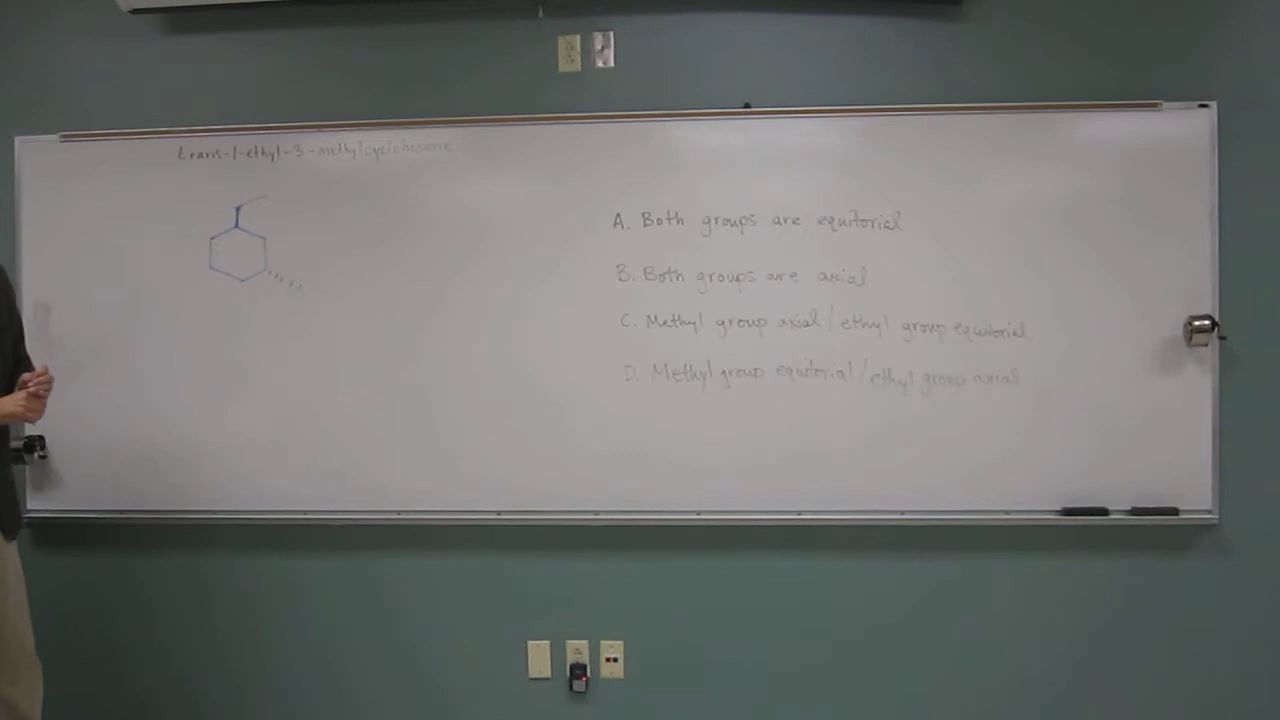 trans-1-ethyl-3-methylcyclohexane
A. Both groups are equitorial
B. Both groups are axial
C. Methyl group axial / ethyl group equitorial
D. Methyl group equitorial / ethyl group axial